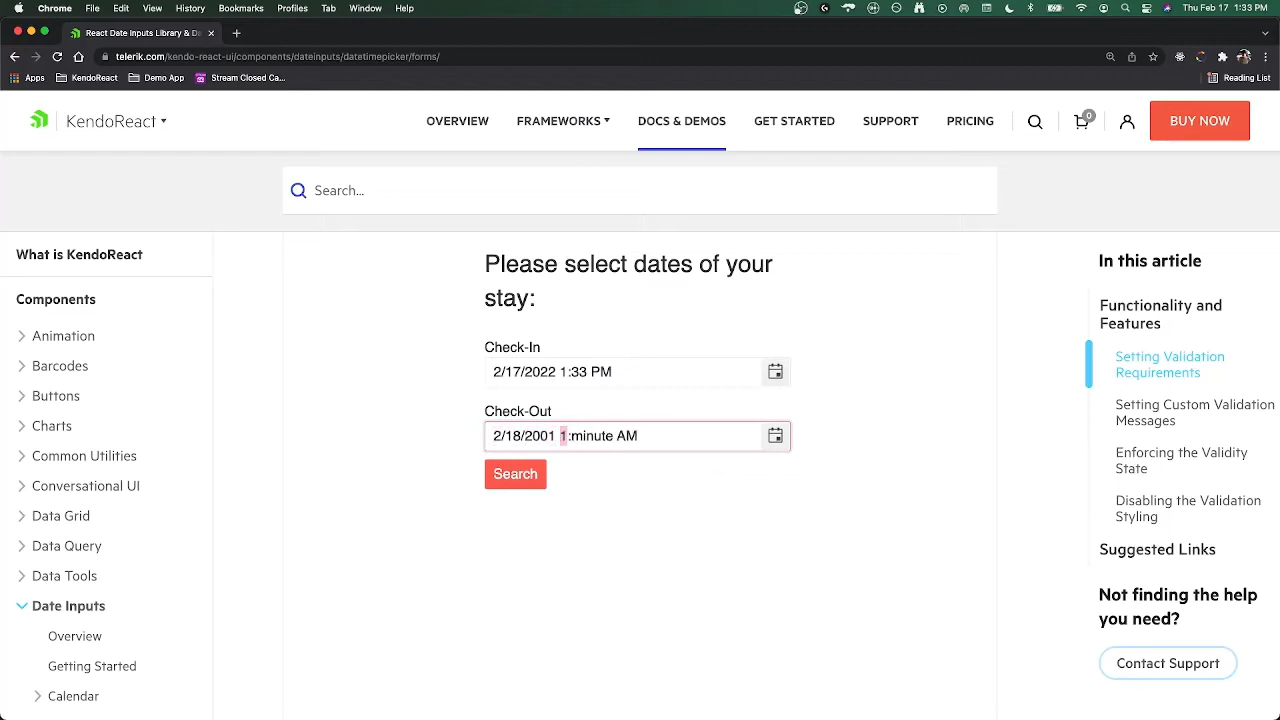 Chrome File Edit View History Bookmarks Profiles Tab Window Help Thu Feb 17 1:33 PM
React Date Inputs Library & De
telerik.com/kendo-react-ui/components/dateinputs/datetimepicker/forms/
Apps KendoReact Demo App Stream Closed Ca... Reading List
KendoReact OVERVIEW FRAMEWORKS DOCS & DEMOS GET STARTED SUPPORT PRICING 0 BUY NOW
Search...
What is KendoReact
Components
Animation
Barcodes
Buttons
Charts
Common Utilities
Conversational UI
Data Grid
Data Query
Data Tools
Date Inputs
Overview
Getting Started
Calendar
Please select dates of your
stay:
Check-In
2/17/2022 1:33 PM
Check-Out
2/18/2001 1:minute AM
Search
In this article
Functionality and
Features
Setting Validation
Requirements
Setting Custom Validation
Messages
Enforcing the Validity
State
Disabling the Validation
Styling
Suggested Links
Not finding the help
you need?
Contact Support